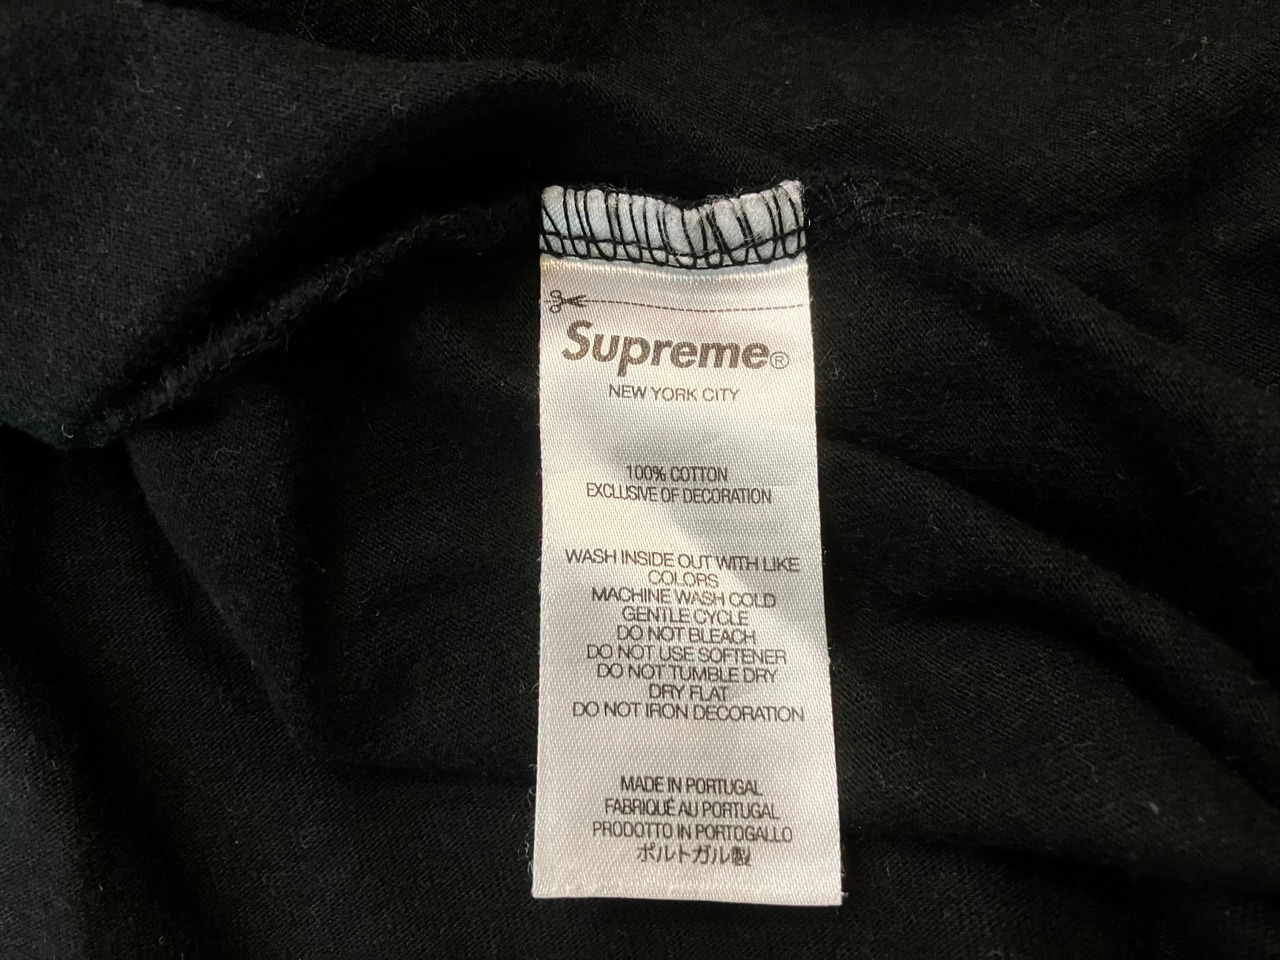 Supreme®
NEW YORK CITY
100% COTTON
EXCLUSIVE OF DECORATION
WASH INSIDE OUT WITH LIKE
COLORS
MACHINE WASH COLD
GENTLE CYCLE
DO NOT BLEACH
DO NOT USE SOFTENER
DO NOT TUMBLE DRY
DRY FLAT
DO NOT IRON DECORATION
MADE IN PORTUGAL
FABRIQUÉ AU PORTUGAL
PRODOTTO IN PORTOGALLO
ポルトガル製